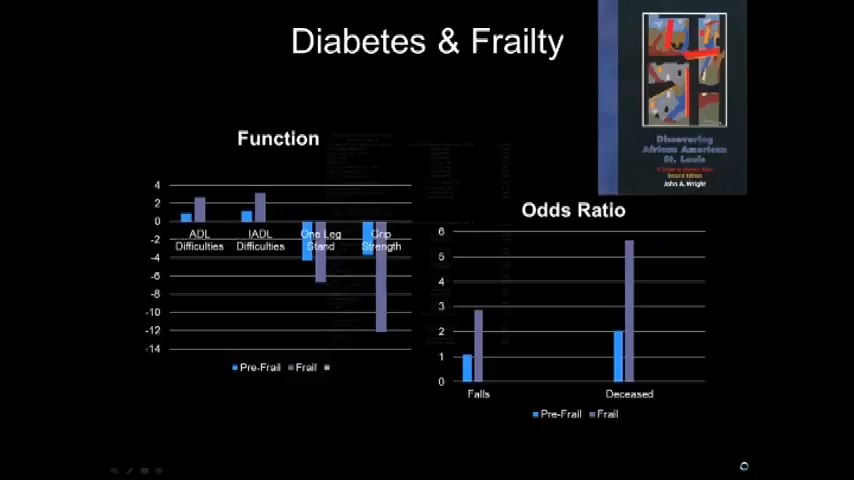 Diabetes & Frailty
Discovering
African American
St. Louis
Second Edition
John A. Wright
Function
4
2
0
-2
-4
-6
-8
-10
-12
-14
ADL
Difficulties
IADL
Difficulties
One Leg
Stand
Grip
Strength
Pre-Frail
Frail
Odds Ratio
6
5
4
3
2
1
0
Falls
Deceased
Pre-Frail
Frail